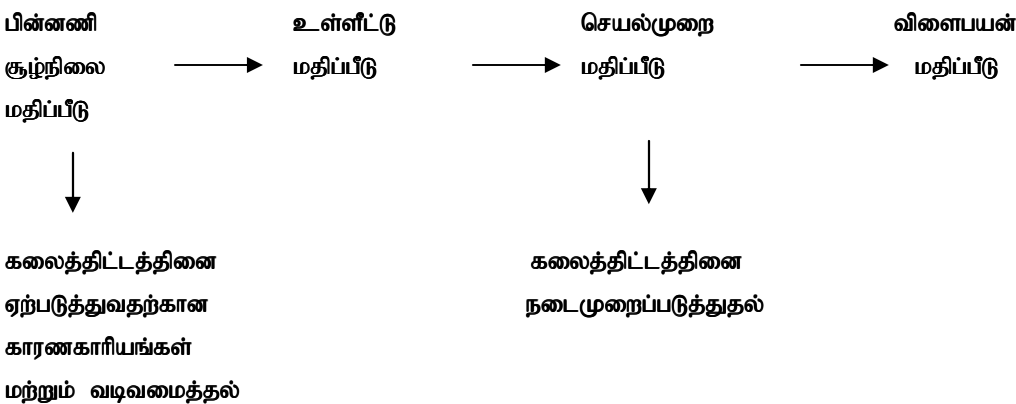 பின்னணி உள்ளீட்டு செயல்முறை விளைபயன்
சூழ்நிலை மதிப்பீடு மதிப்பீடு மதிப்பீடு
மதிப்பீடு
கலைத்திட்டத்தினை கலைத்திட்டத்தினை
ஏற்படுத்துவதற்கான நடைமுறைப்படுத்துதல்
காரணகாரியங்கள்
மற்றும் வடிவமைத்தல்